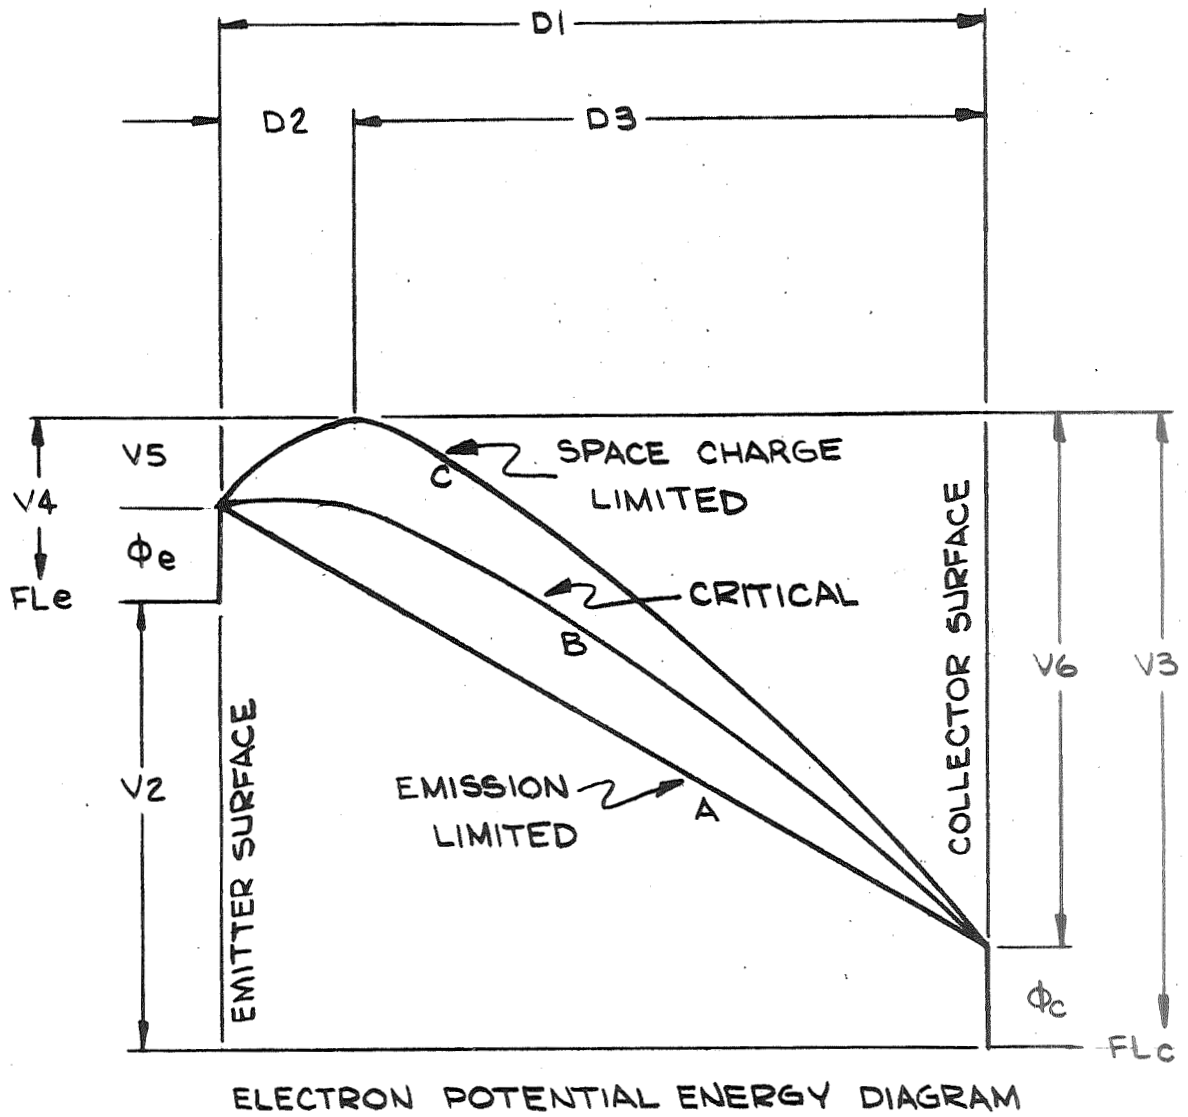 D1
D2
D3
V5
SPACE CHARGE
LIMITED
C
V4
ϕe
FLe
CRITICAL
B
V6
V3
V2
EMISSION
LIMITED
A
EMITTER SURFACE
COLLECTOR SURFACE
ϕc
FLc
ELECTRON POTENTIAL ENERGY DIAGRAM